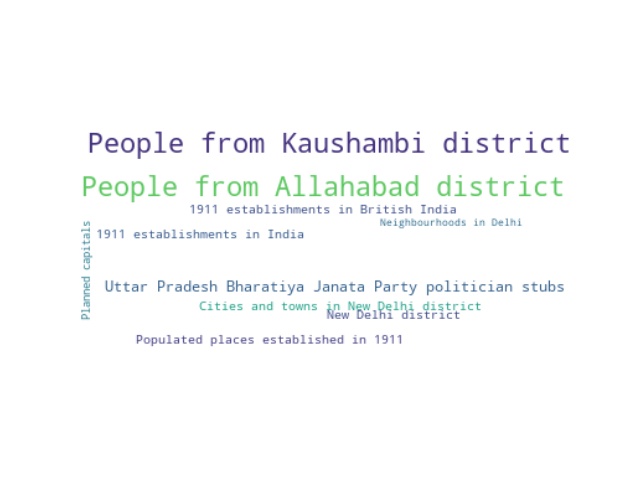 People from Kaushambi district
People from Allahabad district
1911 establishments in British India
Neighbourhoods in Delhi
1911 establishments in India
Planned capitals
Uttar Pradesh Bharatiya Janata Party politician stubs
Cities and towns in New Delhi district
New Delhi district
Populated places established in 1911